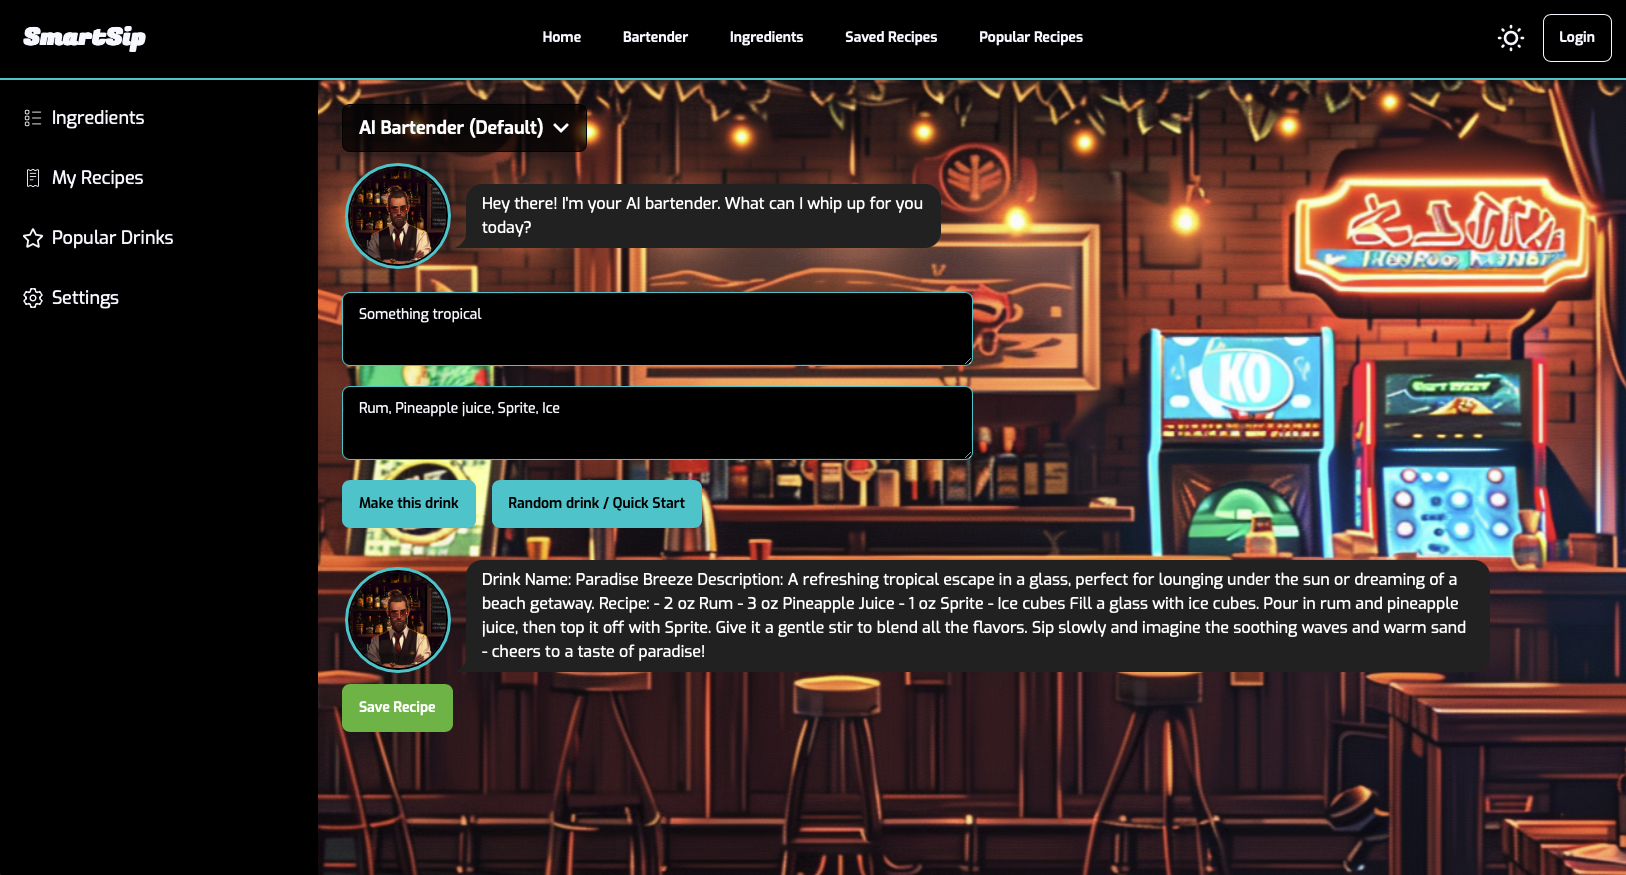 SmartSip
Home
Bartender
Ingredients
Saved Recipes
Popular Recipes
Login
Ingredients
My Recipes
Popular Drinks
Settings
AI Bartender (Default)
Hey there! I'm your AI bartender. What can I whip up for you
today?
Something tropical
Rum, Pineapple juice, Sprite, Ice
Make this drink
Random drink / Quick Start
Drink Name: Paradise Breeze Description: A refreshing tropical escape in a glass, perfect for lounging under the sun or dreaming of a
beach getaway. Recipe: - 2 oz Rum - 3 oz Pineapple Juice - 1 oz Sprite - Ice cubes Fill a glass with ice cubes. Pour in rum and pineapple
juice, then top it off with Sprite. Give it a gentle stir to blend all the flavors. Sip slowly and imagine the soothing waves and warm sand
- cheers to a taste of paradise!
Save Recipe
KO